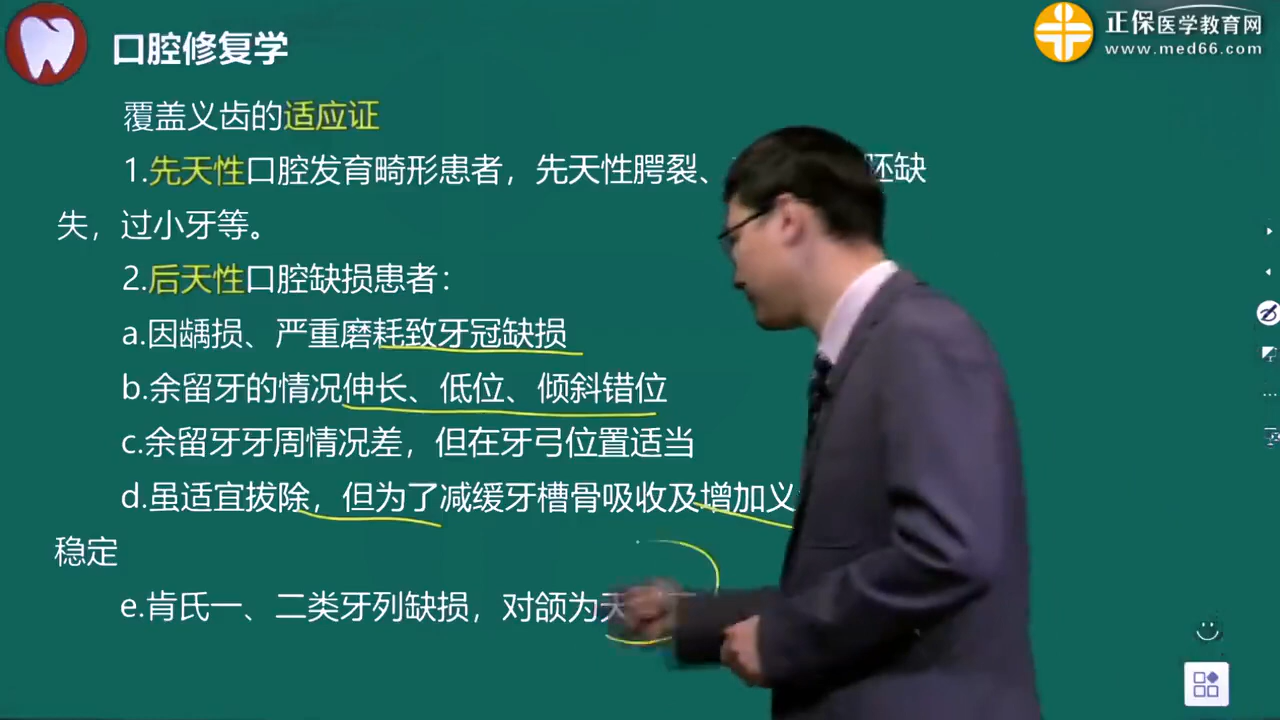 口腔修复学
正保医学教育网
www.med66.com
覆盖义齿的适应证
1.先天性口腔发育畸形患者，先天性腭裂、胚缺
失，过小牙等。
2.后天性口腔缺损患者：
a.因龋损、严重磨耗致牙冠缺损
b.余留牙的情况伸长、低位、倾斜错位
c.余留牙牙周情况差，但在牙弓位置适当
d.虽适宜拔除，但为了减缓牙槽骨吸收及增加义
稳定
e.肯氏一、二类牙列缺损，对颌为天